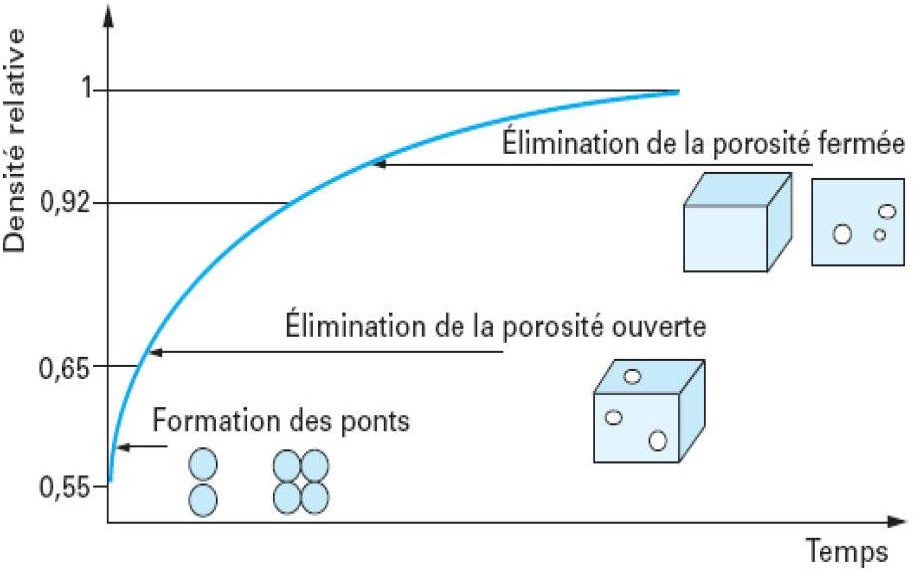 Densité relative
1
Élimination de la porosité fermée
0,92
Élimination de la porosité ouverte
0,65
Formation des ponts
0,55
Temps